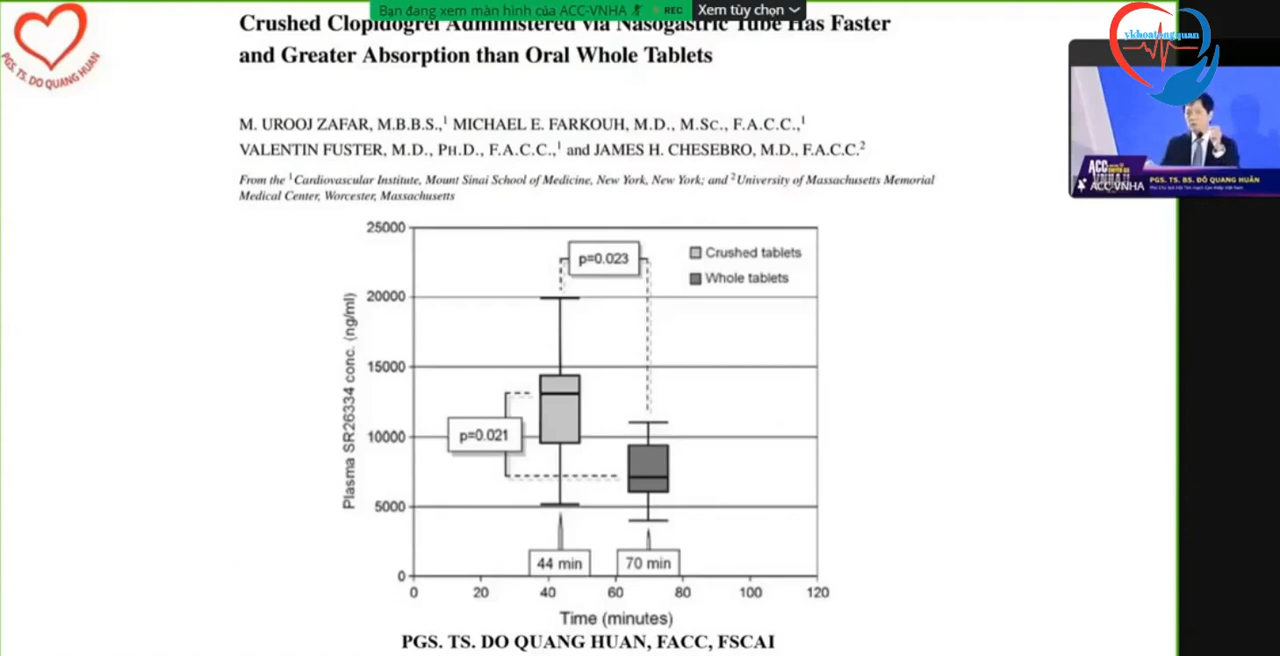 Bạn đang xem màn hình của ACC-VNHA
REC
Xem tùy chọn
PGS. TS. DO QUANG HUAN
Crushed Clopidogrel Administered via Nasogastric Tube Has Faster
and Greater Absorption than Oral Whole Tablets
M. UROOJ ZAFAR, M.B.B.S.,1 MICHAEL E. FARKOUH, M.D., M.Sc., F.A.C.C.,1
VALENTIN FUSTER, M.D., Ph.D., F.A.C.C.,1 and JAMES H. CHESEBRO, M.D., F.A.C.C.2
From the 1Cardiovascular Institute, Mount Sinai School of Medicine, New York, New York; and 2University of Massachusetts Memorial
Medical Center, Worcester, Massachusetts
ykhoatongquan
ACC
ACC-VNHA
PGS. TS. BS. ĐỖ QUANG HUÂN
Plasma SR26334 conc. (ng/ml)
25000
20000
15000
10000
5000
0
p=0.023
Crushed tablets
Whole tablets
p=0.021
44 min
70 min
0 20 40 60 80 100 120
Time (minutes)
PGS. TS. DO QUANG HUAN, FACC, FSCAI